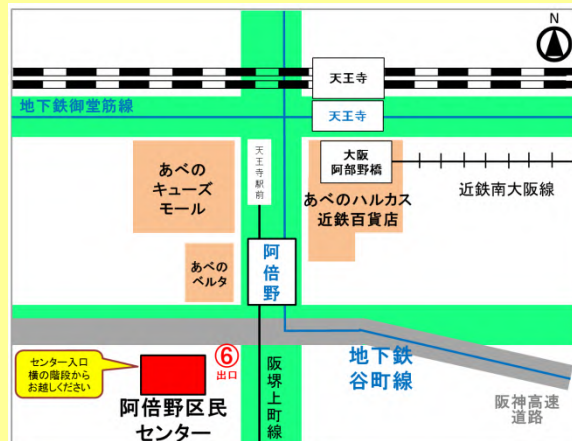 N
天王寺
地下鉄御堂筋線
天王寺
天王寺駅前
大阪
阿部野橋
近鉄南大阪線
あべの
キューズ
モール
あべのハルカス
近鉄百貨店
あべの
ベルタ
阿倍野
センター入口
横の階段から
お越しください
⑥
出口
阿倍野区民
センター
阪堺上町線
地下鉄
谷町線
阪神高速
道路